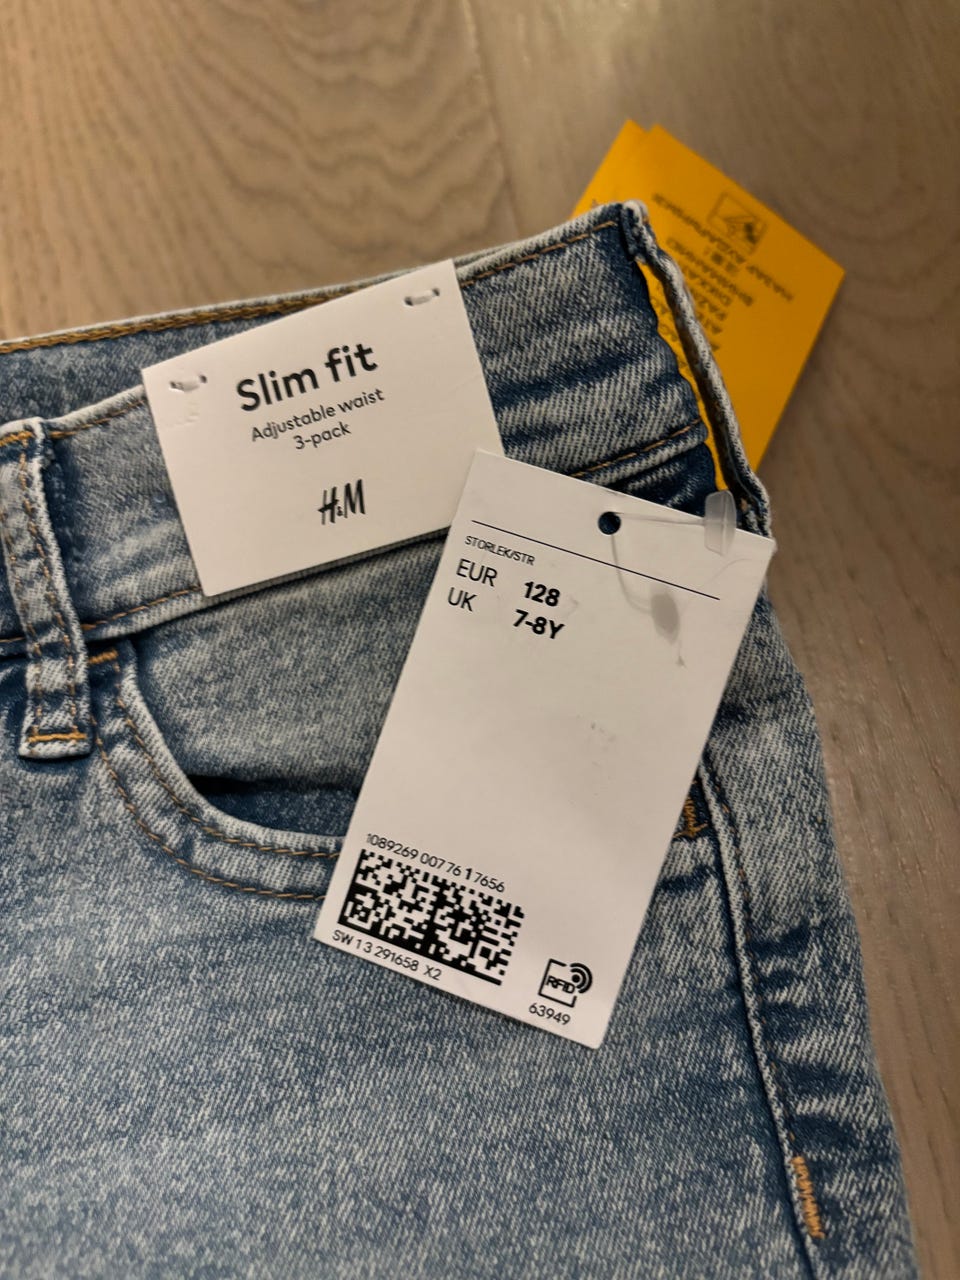 Slim fit
Adjustable waist
3-pack
H&M
STORLEK/STR
EUR 128
UK 7-8Y
1089269 007 76 1 7656
SW 1 3 291658 X2
RFID
63949